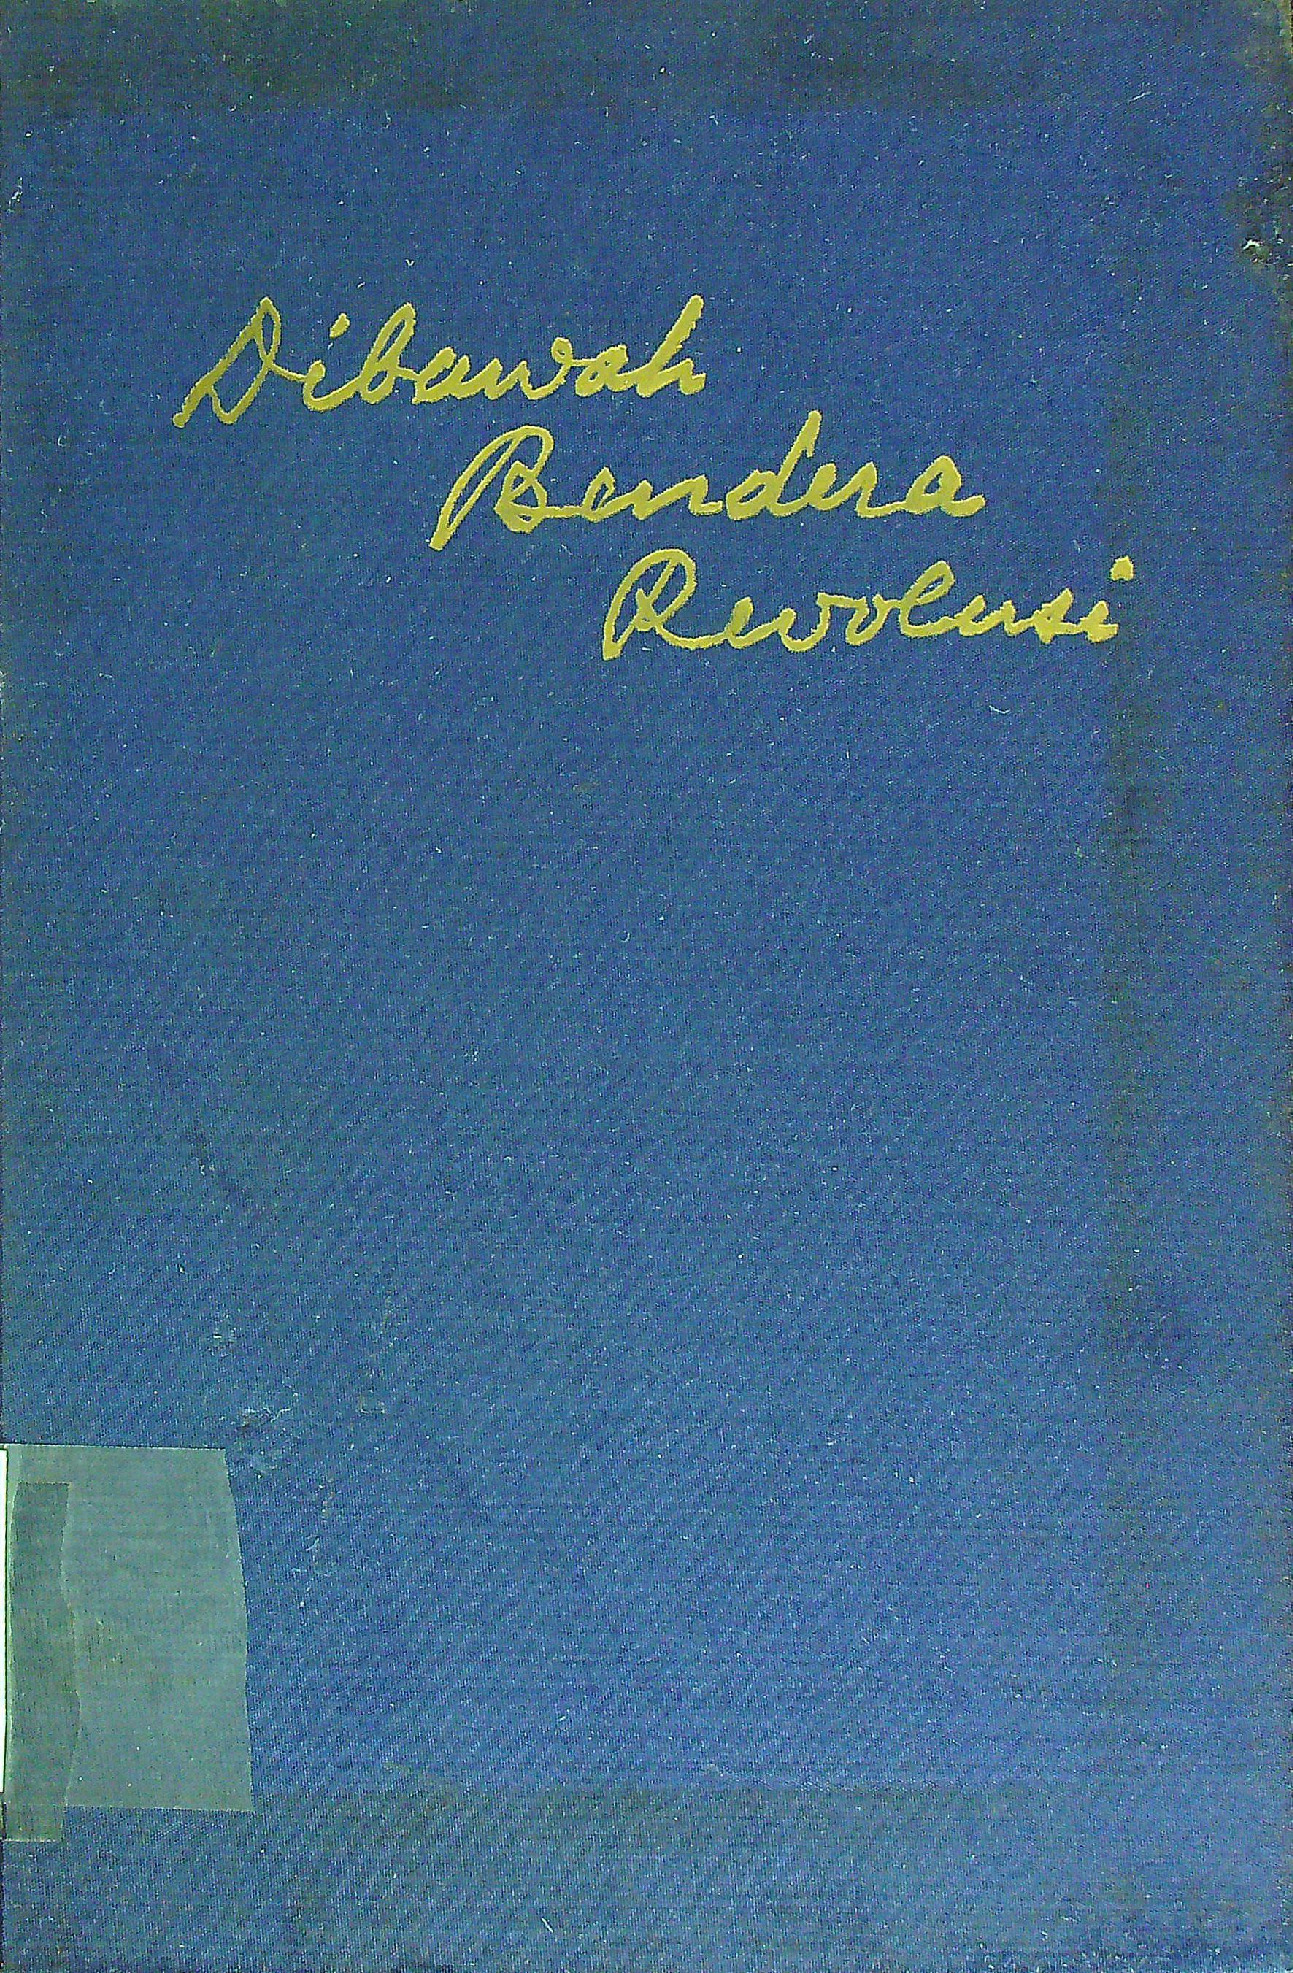 Dibawah
Bendera
Revolusi